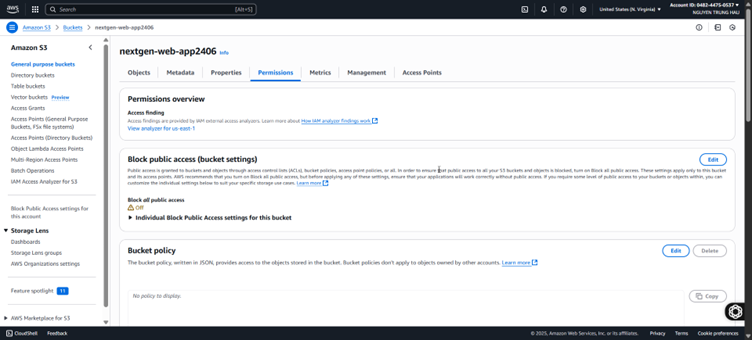 aws
Search
[Alt+S]
United States (N. Virginia)
Account ID: 0482-4475-0537
NGUYEN TRUNG HAU
Amazon S3
Buckets
nextgen-web-app2406
Amazon S3
General purpose buckets
Directory buckets
Table buckets
Vector buckets Preview
Access Grants
Access Points (General Purpose
Buckets, FSx file systems)
Access Points (Directory Buckets)
Object Lambda Access Points
Multi-Region Access Points
Batch Operations
IAM Access Analyzer for S3
Block Public Access settings for
this account
Storage Lens
Dashboards
Storage Lens groups
AWS Organizations settings
Feature spotlight 11
AWS Marketplace for S3
nextgen-web-app2406 Info
Objects
Metadata
Properties
Permissions
Metrics
Management
Access Points
Permissions overview
Access finding
Access findings are provided by IAM external access analyzers. Learn more about How IAM analyzer findings work
View analyzer for us-east-1
Block public access (bucket settings)
Edit
Public access is granted to buckets and objects through access control lists (ACLs), bucket policies, access point policies, or all. In order to ensure that public access to all your S3 buckets and objects is blocked, turn on Block all public access. These settings apply only to this bucket
and its access points. AWS recommends that you turn on Block all public access, but before applying any of these settings, ensure that your applications will work correctly without public access. If you require some level of public access to your buckets or objects within, you can
customize the individual settings below to suit your specific storage use cases. Learn more
Block all public access
Off
Individual Block Public Access settings for this bucket
Bucket policy
Edit
Delete
The bucket policy, written in JSON, provides access to the objects stored in the bucket. Bucket policies don't apply to objects owned by other accounts. Learn more
No policy to display.
Copy
CloudShell
Feedback
© 2025, Amazon Web Services, Inc. or its affiliates.
Privacy
Terms
Cookie preferences